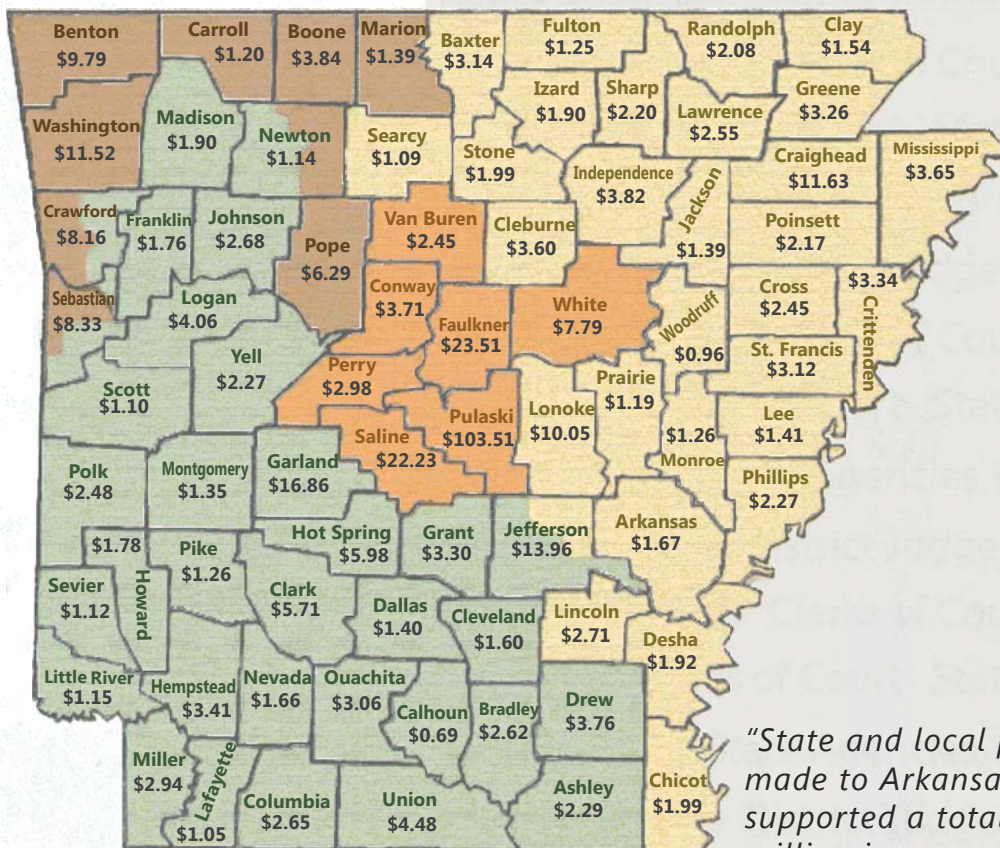 Benton
$9.79
Carroll
$1.20
Boone
$3.84
Marion
$1.39
Baxter
$3.14
Fulton
$1.25
Randolph
$2.08
Clay
$1.54
Washington
$11.52
Madison
$1.90
Newton
$1.14
Searcy
$1.09
Stone
$1.99
Izard
$1.90
Sharp
$2.20
Lawrence
$2.55
Greene
$3.26
Independence
$3.82
Jackson
$1.39
Craighead
$11.63
Mississippi
$3.65
Crawford
$8.16
Franklin
$1.76
Johnson
$2.68
Pope
$6.29
Van Buren
$2.45
Cleburne
$3.60
Poinsett
$2.17
Sebastian
$8.33
Logan
$4.06
Conway
$3.71
Faulkner
$23.51
White
$7.79
Woodruff
$0.96
Cross
$2.45
$3.34
Crittenden
Scott
$1.10
Yell
$2.27
Perry
$2.98
Saline
$22.23
Pulaski
$103.51
Lonoke
$10.05
Prairie
$1.19
St. Francis
$3.12
$1.26
Monroe
Lee
$1.41
Phillips
$2.27
Polk
$2.48
Montgomery
$1.35
Garland
$16.86
Hot Spring
$5.98
Grant
$3.30
Jefferson
$13.96
Arkansas
$1.67
$1.78
Howard
Pike
$1.26
Sevier
$1.12
Clark
$5.71
Dallas
$1.40
Cleveland
$1.60
Lincoln
$2.71
Desha
$1.92
Little River
$1.15
Hempstead
$3.41
Nevada
$1.66
Ouachita
$3.06
Calhoun
$0.69
Bradley
$2.62
Drew
$3.76
Miller
$2.94
Lafayette
$1.05
Columbia
$2.65
Union
$4.48
Ashley
$2.29
Chicot
$1.99
"State and local
made to Arkansa
supported a total